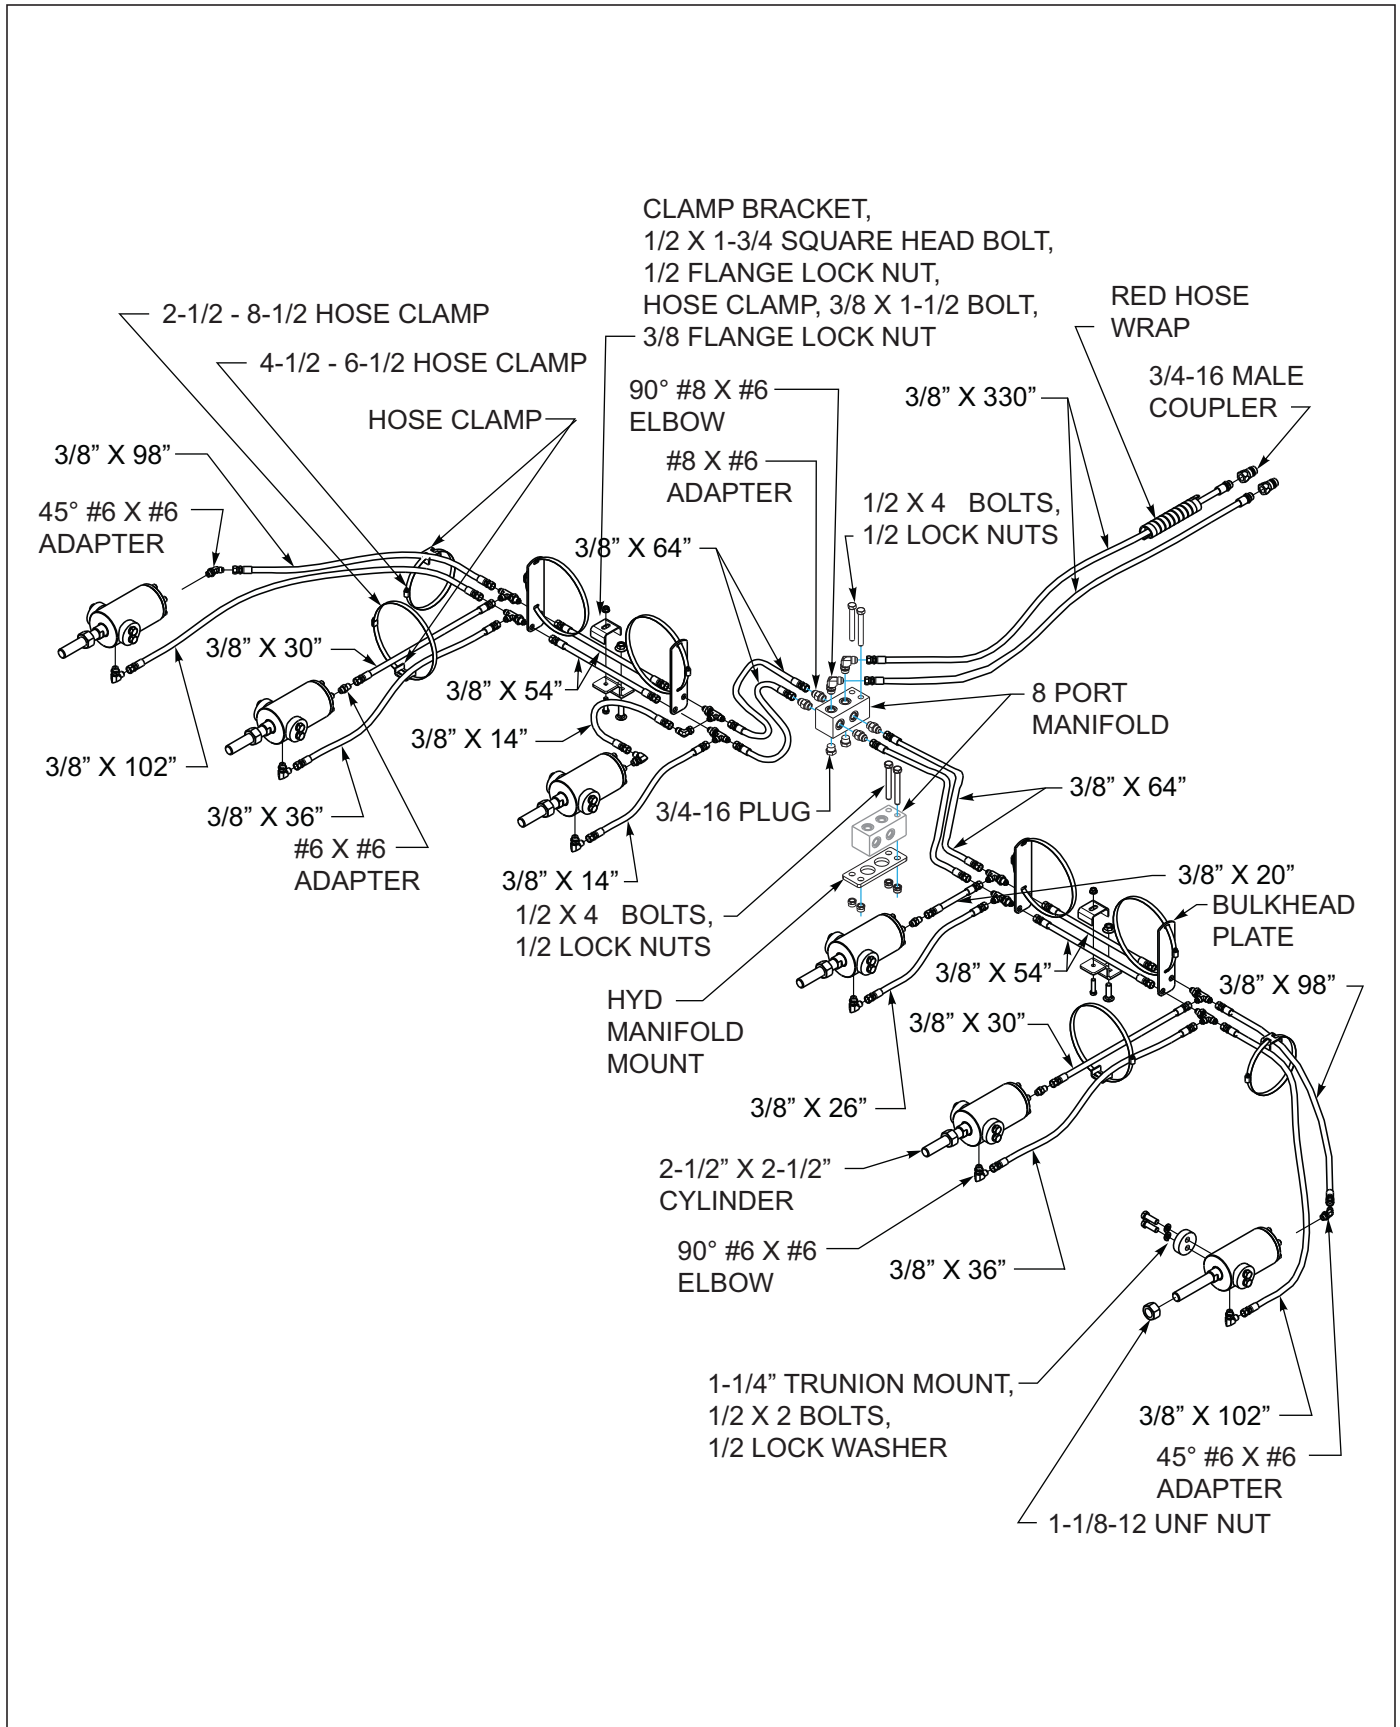 CLAMP BRACKET,
1/2 X 1-3/4 SQUARE HEAD BOLT,
1/2 FLANGE LOCK NUT,
HOSE CLAMP, 3/8 X 1-1/2 BOLT,
3/8 FLANGE LOCK NUT
2-1/2 - 8-1/2 HOSE CLAMP
4-1/2 - 6-1/2 HOSE CLAMP
HOSE CLAMP
RED HOSE
WRAP
3/4-16 MALE
COUPLER
90° #8 X #6
ELBOW
3/8” X 330”
#8 X #6
ADAPTER
1/2 X 4 BOLTS,
1/2 LOCK NUTS
3/8” X 98”
45° #6 X #6
ADAPTER
3/8” X 64”
3/8” X 30”
3/8” X 54”
8 PORT
MANIFOLD
3/8” X 14”
3/8” X 102”
3/8” X 36”
3/4-16 PLUG
3/8” X 64”
#6 X #6
ADAPTER
3/8” X 14”
1/2 X 4 BOLTS,
1/2 LOCK NUTS
3/8” X 20”
BULKHEAD
PLATE
3/8” X 54”
3/8” X 98”
HYD
MANIFOLD
MOUNT
3/8” X 30”
3/8” X 26”
2-1/2” X 2-1/2”
CYLINDER
90° #6 X #6
ELBOW
3/8” X 36”
1-1/4” TRUNION MOUNT,
1/2 X 2 BOLTS,
1/2 LOCK WASHER
3/8” X 102”
45° #6 X #6
ADAPTER
1-1/8-12 UNF NUT